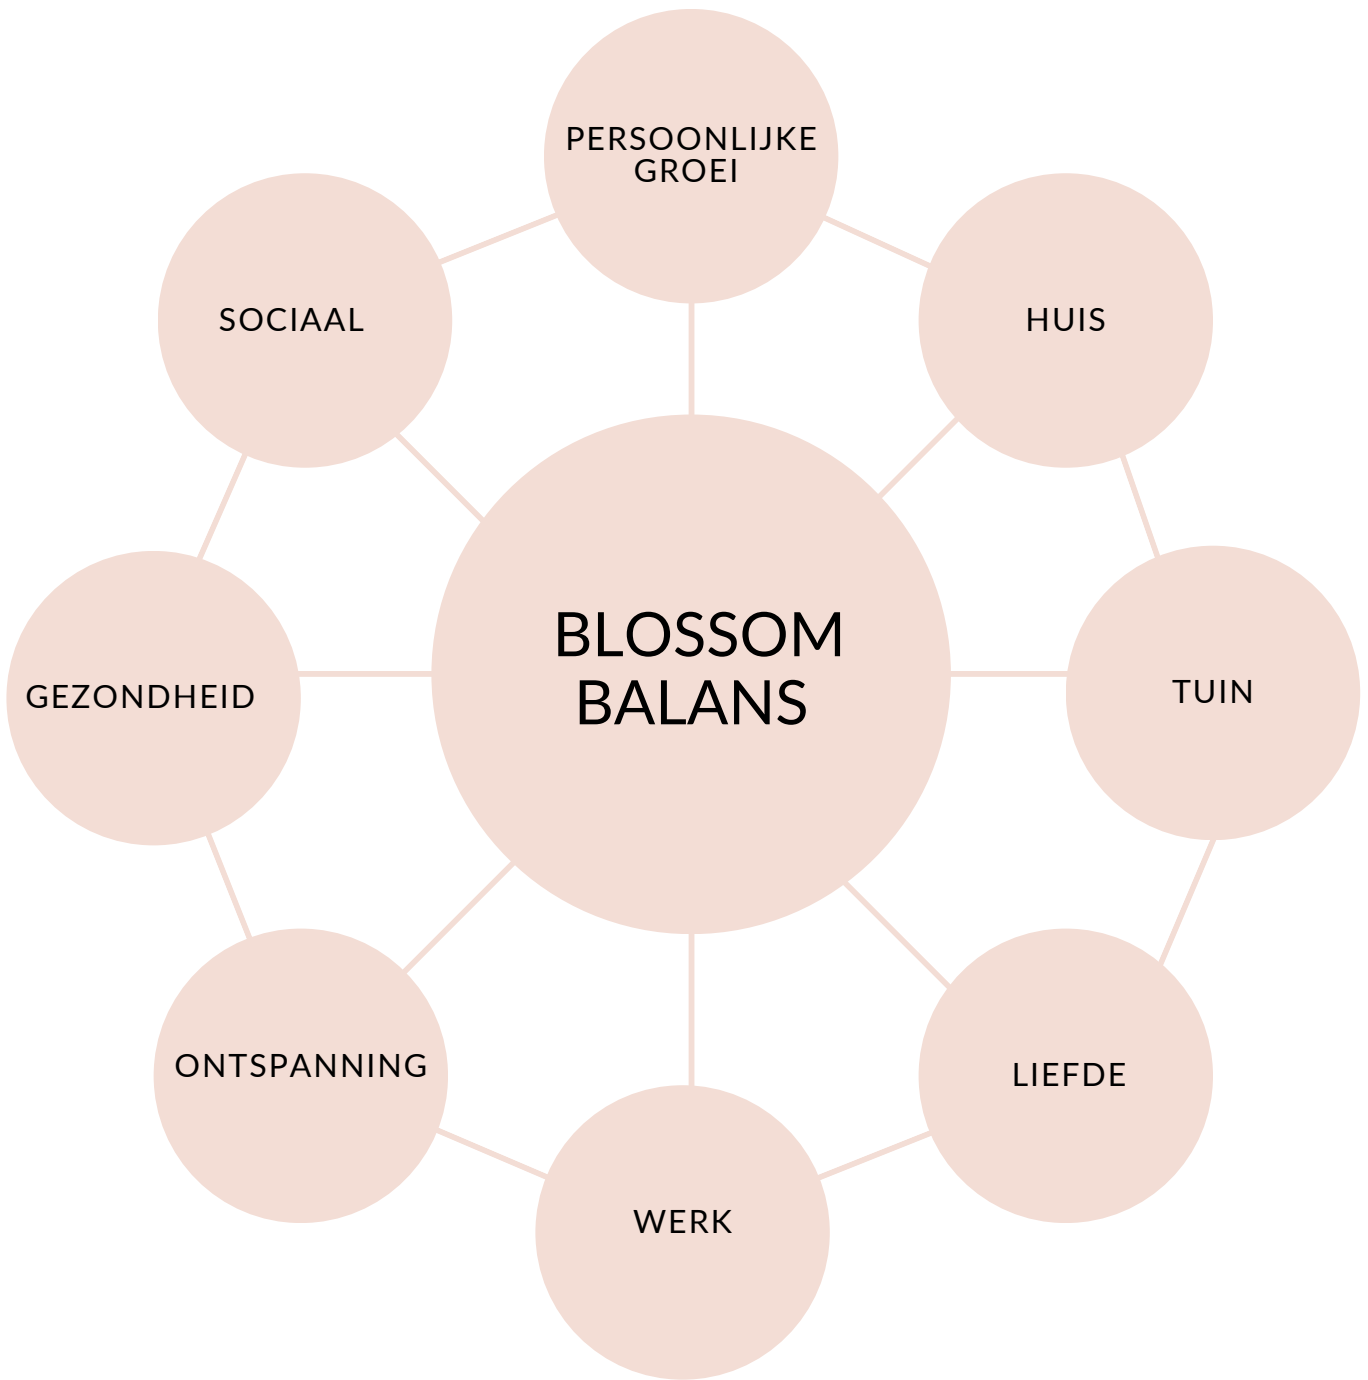 PERSOONLIJKE
GROEI
SOCIAAL
HUIS
BLOSSOM
BALANS
GEZONDHEID
TUIN
ONTSPANNING
LIEFDE
WERK